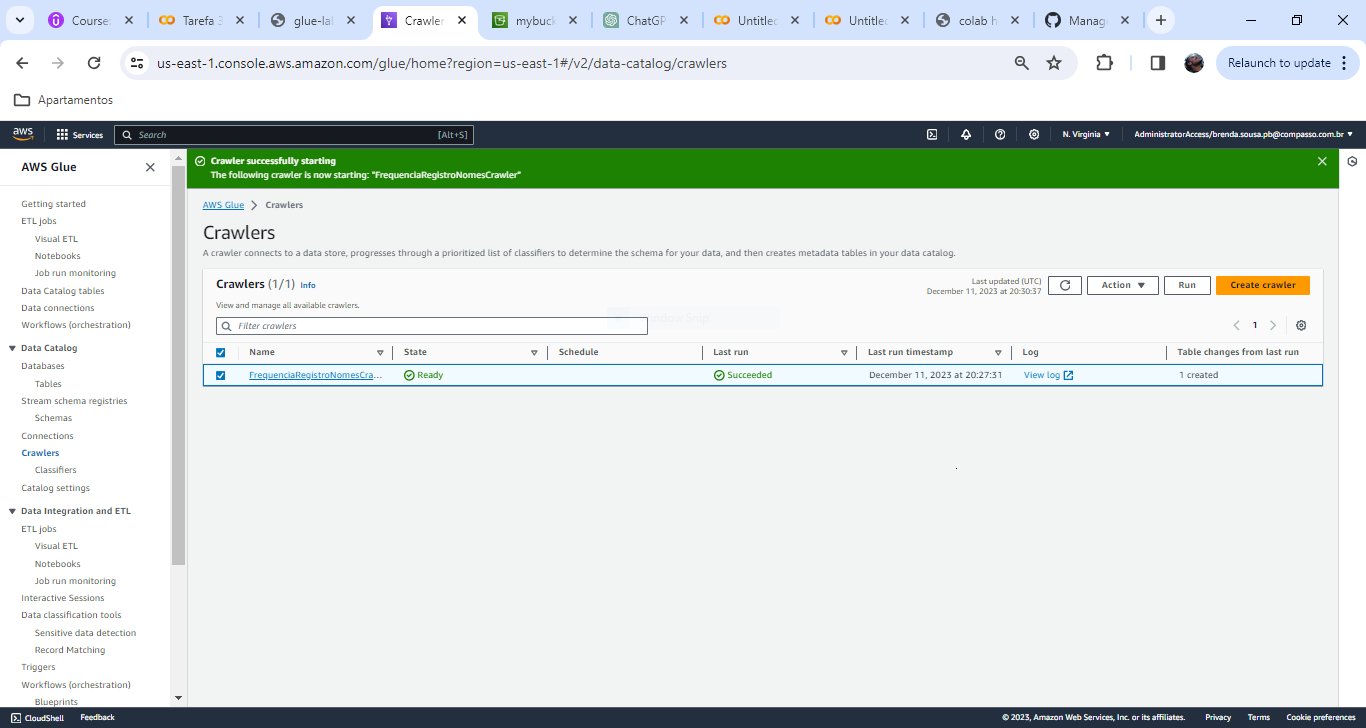 Course
Tarefa 3
glue-la
Crawler
mybuck
ChatGP
Untitled
Untitled
colab h
Manag
us-east-1.console.aws.amazon.com/glue/home?region=us-east-1#/v2/data-catalog/crawlers
Relaunch to update
Apartamentos
aws
Services
Search
[Alt+S]
N. Virginia
AdministratorAccess/brenda.sousa.pb@compasso.com.br
AWS Glue
Getting started
ETL jobs
Visual ETL
Notebooks
Job run monitoring
Data Catalog tables
Data connections
Workflows (orchestration)
Data Catalog
Databases
Tables
Stream schema registries
Schemas
Connections
Crawlers
Classifiers
Catalog settings
Data Integration and ETL
ETL jobs
Visual ETL
Notebooks
Job run monitoring
Interactive Sessions
Data classification tools
Sensitive data detection
Record Matching
Triggers
Workflows (orchestration)
Blueprints
Crawler successfully starting
The following crawler is now starting: "FrequenciaRegistroNomesCrawler"
AWS Glue > Crawlers
Crawlers
A crawler connects to a data store, progresses through a prioritized list of classifiers to determine the schema for your data, and then creates metadata tables in your data catalog.
Crawlers (1/1) Info
Last updated (UTC)
December 11, 2023 at 20:30:37
Action
Run
Create crawler
View and manage all available crawlers.
Filter crawlers
1
Name State Schedule Last run Last run timestamp Log Table changes from last run
FrequenciaRegistroNomesCra... Ready Succeeded December 11, 2023 at 20:27:31 View log 1 created
CloudShell Feedback
© 2023, Amazon Web Services, Inc. or its affiliates. Privacy Terms Cookie preferences